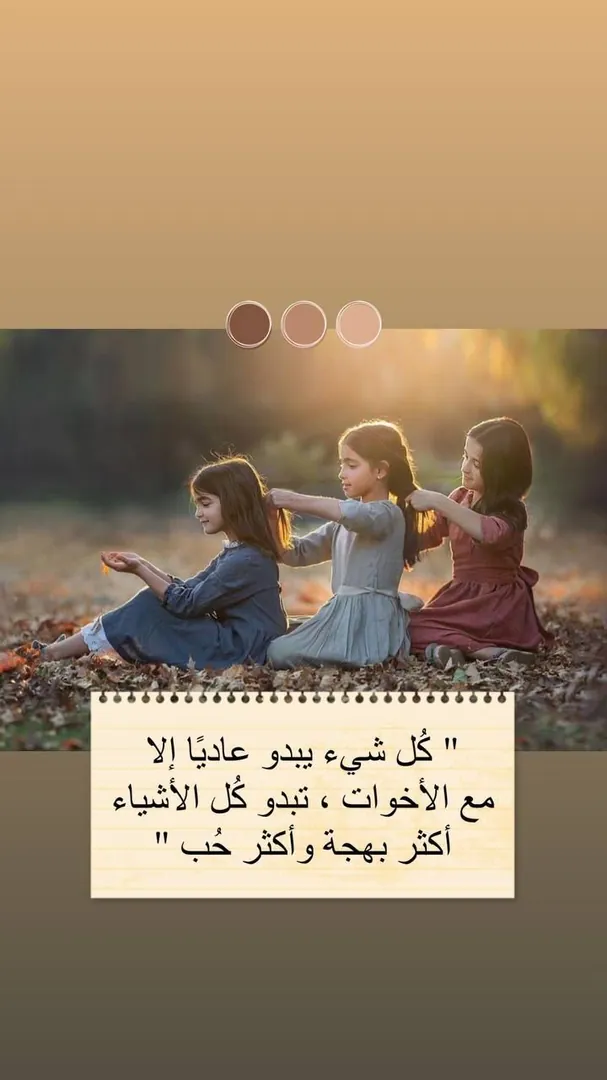 " كُل شيء يبدو عاديًا إلا
مع الأخوات ، تبدو كُل الأشياء
أكثر بهجة وأكثر حُب "